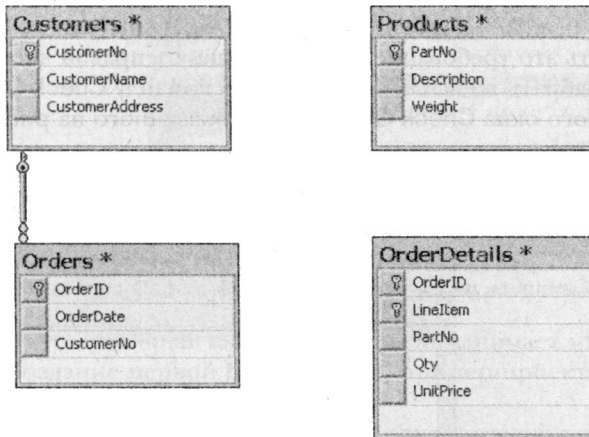 Customers *
CustomerNo
CustomerName
CustomerAddress
Products *
PartNo
Description
Weight
Orders *
OrderID
OrderDate
CustomerNo
OrderDetails *
OrderID
LineItem
PartNo
Qty
UnitPrice